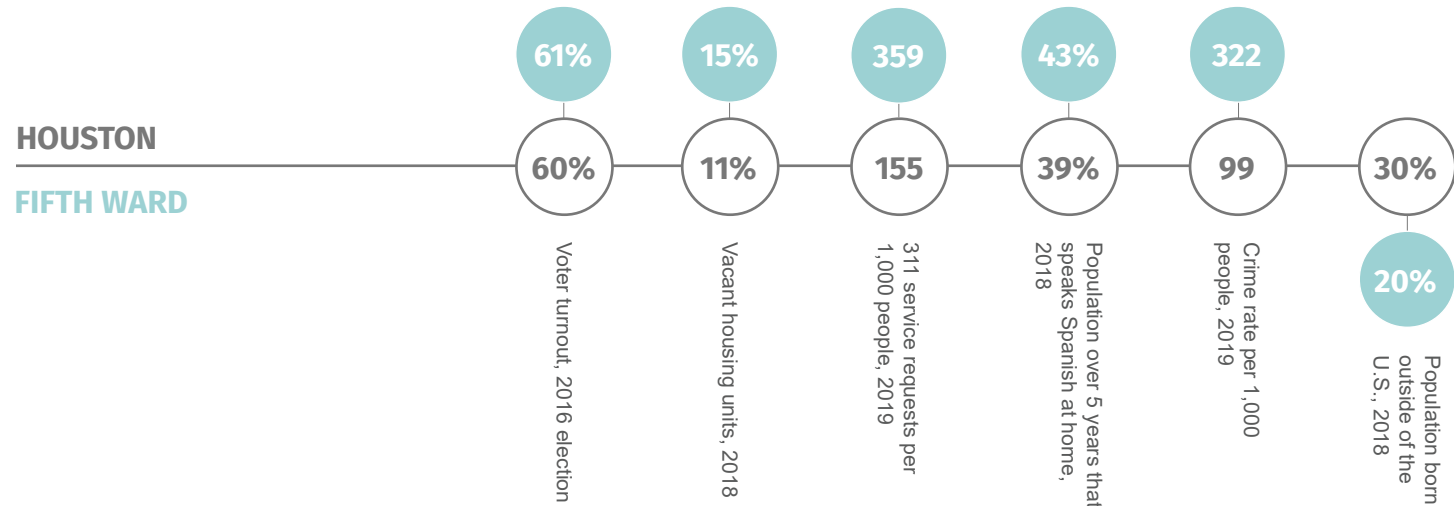 61%
15%
359
43%
322
HOUSTON
60%
11%
155
39%
99
30%
FIFTH WARD
20%
Voter turnout, 2016 election
Vacant housing units, 2018
311 service requests per
1,000 people, 2019
Population over 5 years that
speaks Spanish at home,
2018
Crime rate per 1,000
people, 2019
Population born
outside of the
U.S., 2018